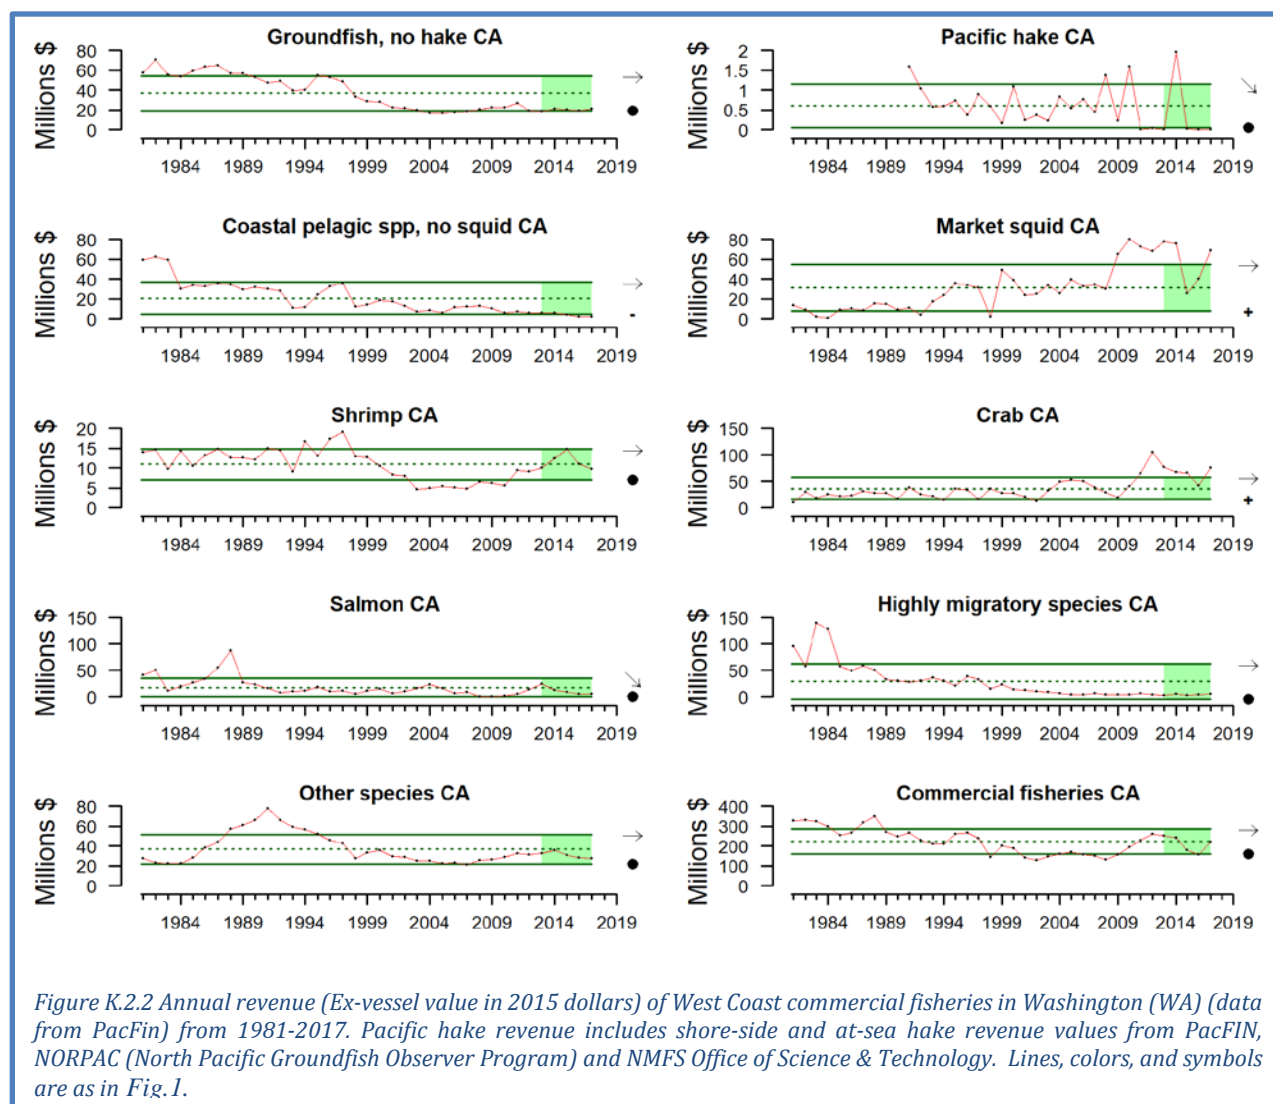 Groundfish, no hake CA
Millions $
80
60
40
20
0
1984 1989 1994 1999 2004 2009 2014 2019
Pacific hake CA
Millions $
2
1.5
1
0.5
0
1984 1989 1994 1999 2004 2009 2014 2019
Coastal pelagic spp, no squid CA
Millions $
80
60
40
20
0
1984 1989 1994 1999 2004 2009 2014 2019
Market squid CA
Millions $
80
60
40
20
0
1984 1989 1994 1999 2004 2009 2014 2019
Shrimp CA
Millions $
20
15
10
5
0
1984 1989 1994 1999 2004 2009 2014 2019
Crab CA
Millions $
150
100
50
0
1984 1989 1994 1999 2004 2009 2014 2019
Salmon CA
Millions $
150
100
50
0
1984 1989 1994 1999 2004 2009 2014 2019
Highly migratory species CA
Millions $
150
100
50
0
1984 1989 1994 1999 2004 2009 2014 2019
Other species CA
Millions $
80
60
40
20
0
1984 1989 1994 1999 2004 2009 2014 2019
Commercial fisheries CA
Millions $
400
300
200
100
0
1984 1989 1994 1999 2004 2009 2014 2019
Figure K.2.2 Annual revenue (Ex-vessel value in 2015 dollars) of West Coast commercial fisheries in Washington (WA) (data
from PacFin) from 1981-2017. Pacific hake revenue includes shore-side and at-sea hake revenue values from PacFIN,
NORPAC (North Pacific Groundfish Observer Program) and NMFS Office of Science & Technology. Lines, colors, and symbols
are as in Fig.1.